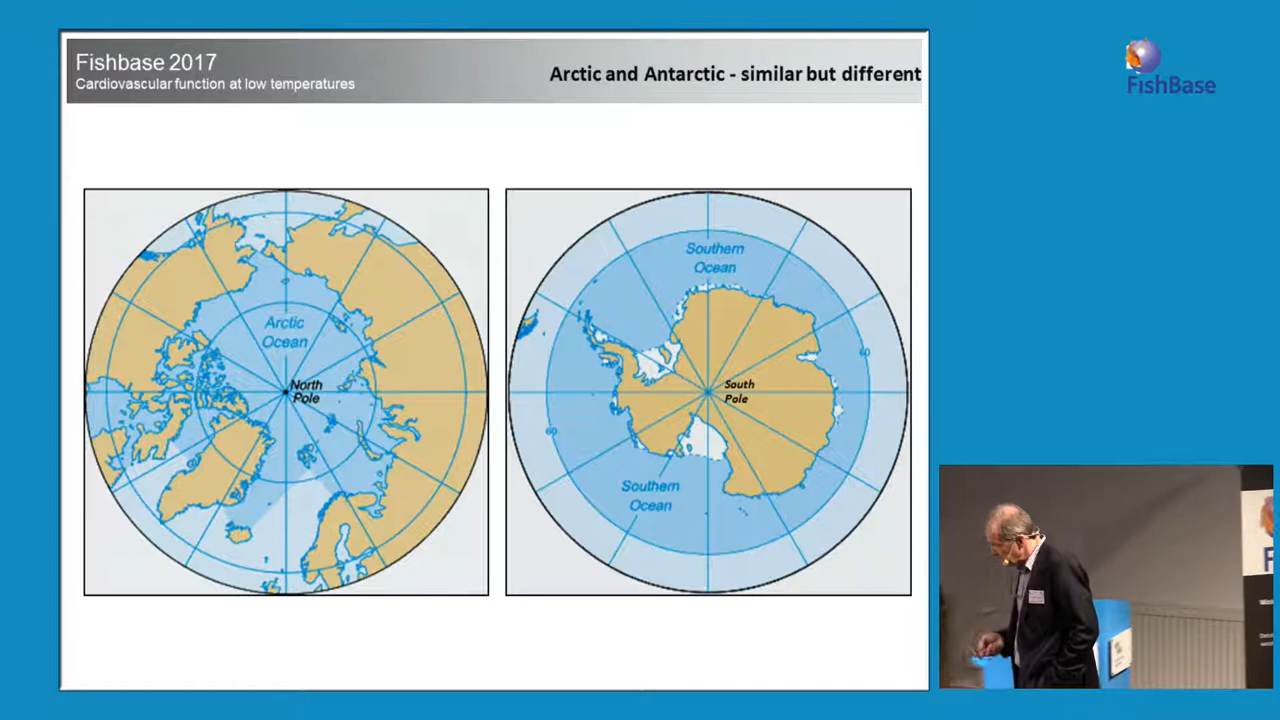 Fishbase 2017
Cardiovascular function at low temperatures
Arctic and Antarctic - similar but different
FishBase
Arctic
Ocean
North
Pole
Southern
Ocean
60
South
Pole
60
Southern
Ocean